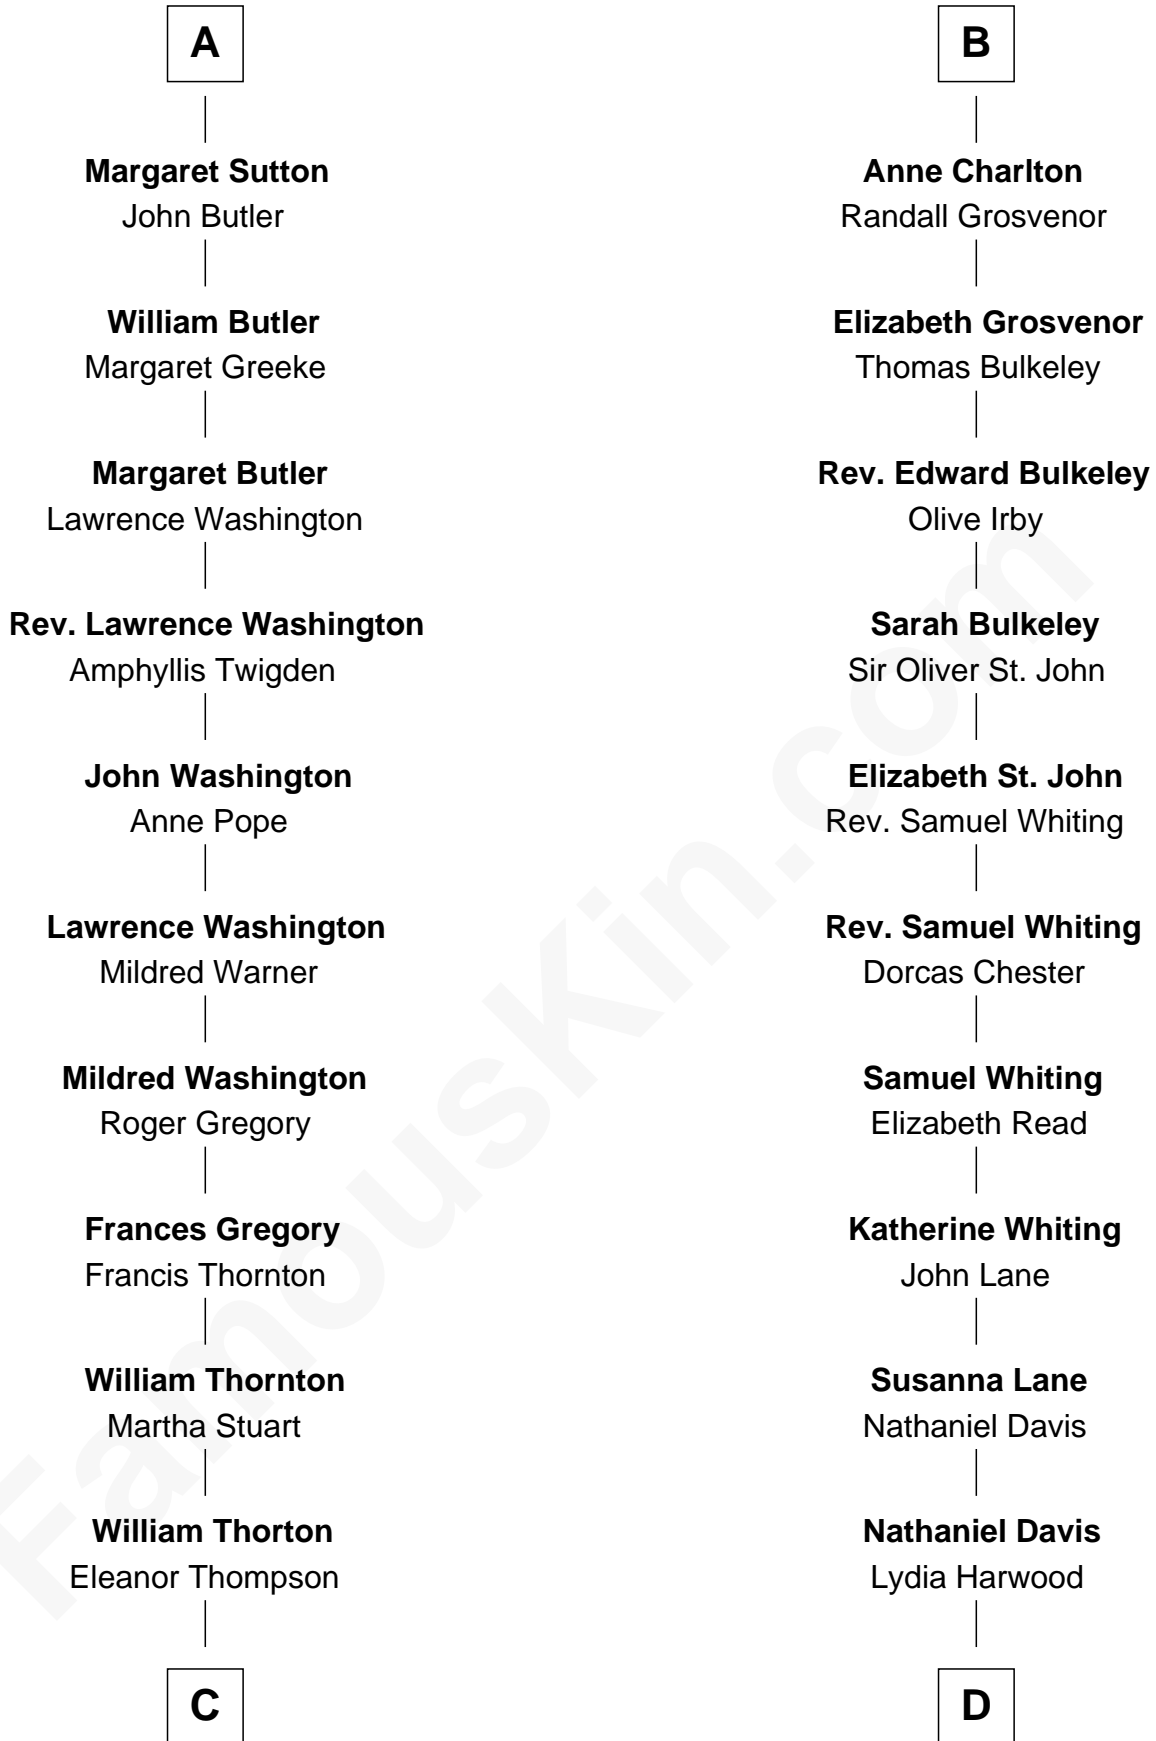 A
Margaret Sutton
John Butler
William Butler
Margaret Greeke
Margaret Butler
Lawrence Washington
Rev. Lawrence Washington
Amphyllis Twigden
John Washington
Anne Pope
Lawrence Washington
Mildred Warner
Mildred Washington
Roger Gregory
Frances Gregory
Francis Thornton
William Thornton
Martha Stuart
William Thorton
Eleanor Thompson
C
B
Anne Charlton
Randall Grosvenor
Elizabeth Grosvenor
Thomas Bulkeley
Rev. Edward Bulkeley
Olive Irby
Sarah Bulkeley
Sir Oliver St. John
Elizabeth St. John
Rev. Samuel Whiting
Rev. Samuel Whiting
Dorcas Chester
Samuel Whiting
Elizabeth Read
Katherine Whiting
John Lane
Susanna Lane
Nathaniel Davis
Nathaniel Davis
Lydia Harwood
D
FamousKin.com